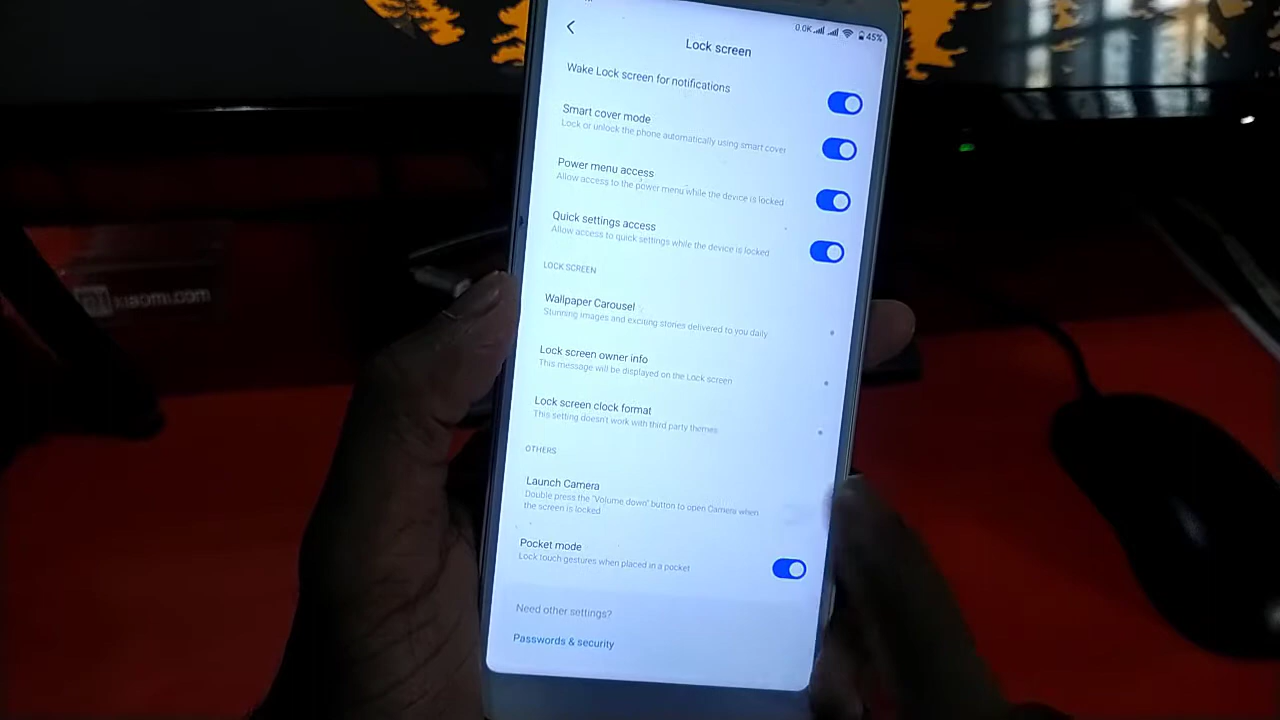 0.0K 45%
Lock screen
Wake Lock screen for notifications
Smart cover mode
Lock or unlock the phone automatically using smart cover
Power menu access
Allow access to the power menu while the device is locked
Quick settings access
Allow access to quick settings while the device is locked
LOCK SCREEN
Wallpaper Carousel
Stunning images and exciting stories delivered to you daily
Lock screen owner info
This message will be displayed on the Lock screen
Lock screen clock format
This setting doesn't work with third party themes
OTHERS
Launch Camera
Double press the "Volume down" button to open Camera when
the screen is locked
Pocket mode
Lock touch gestures when placed in a pocket
Need other settings?
Passwords & security
xiaomi.com